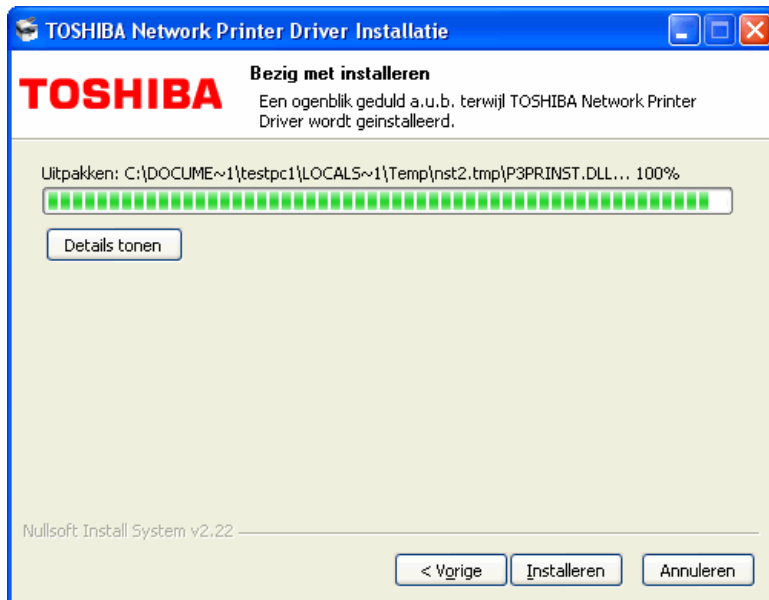 TOSHIBA Network Printer Driver Installatie
TOSHIBA
Bezig met installeren
Een ogenblik geduld a.u.b. terwijl TOSHIBA Network Printer
Driver wordt geinstalleerd.
Uitpakken: C:\DOCUME~1\testpc1\LOCALS~1\Temp\nst2.tmp\P3PRINST.DLL... 100%
Details tonen
Nullsoft Install System v2.22
< Vorige
Installeren
Annuleren